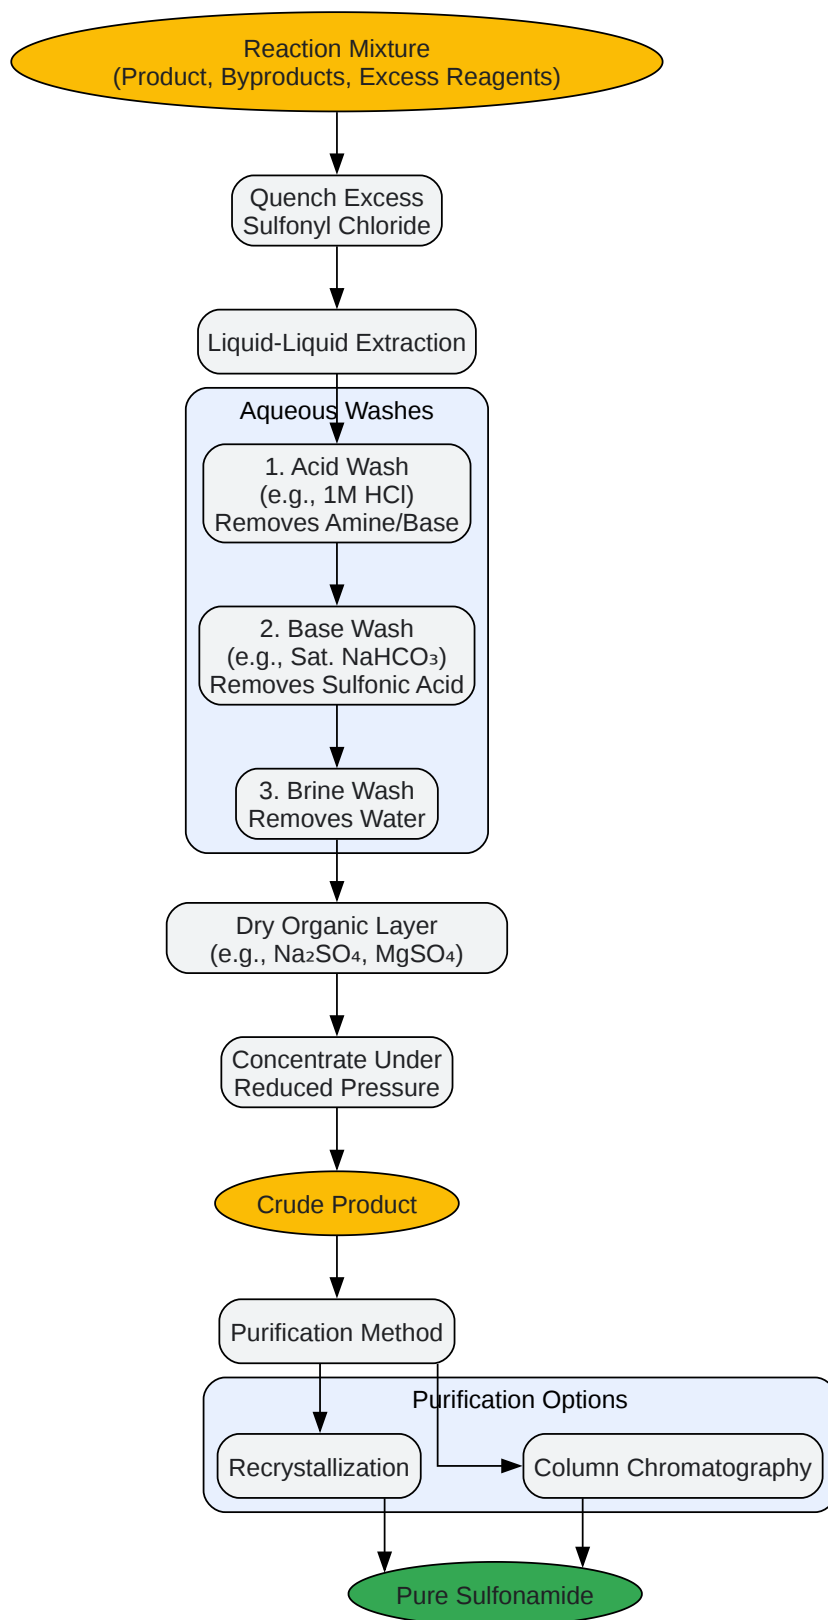 Reaction Mixture
(Product, Byproducts, Excess Reagents)
Quench Excess
Sulfonyl Chloride
Liquid-Liquid Extraction
Aqueous Washes
1. Acid Wash
(e.g., 1M HCl)
Removes Amine/Base
2. Base Wash
(e.g., Sat. NaHCO₃)
Removes Sulfonic Acid
3. Brine Wash
Removes Water
Dry Organic Layer
(e.g., Na₂SO₄, MgSO₄)
Concentrate Under
Reduced Pressure
Crude Product
Purification Method
Purification Options
Recrystallization
Column Chromatography
Pure Sulfonamide